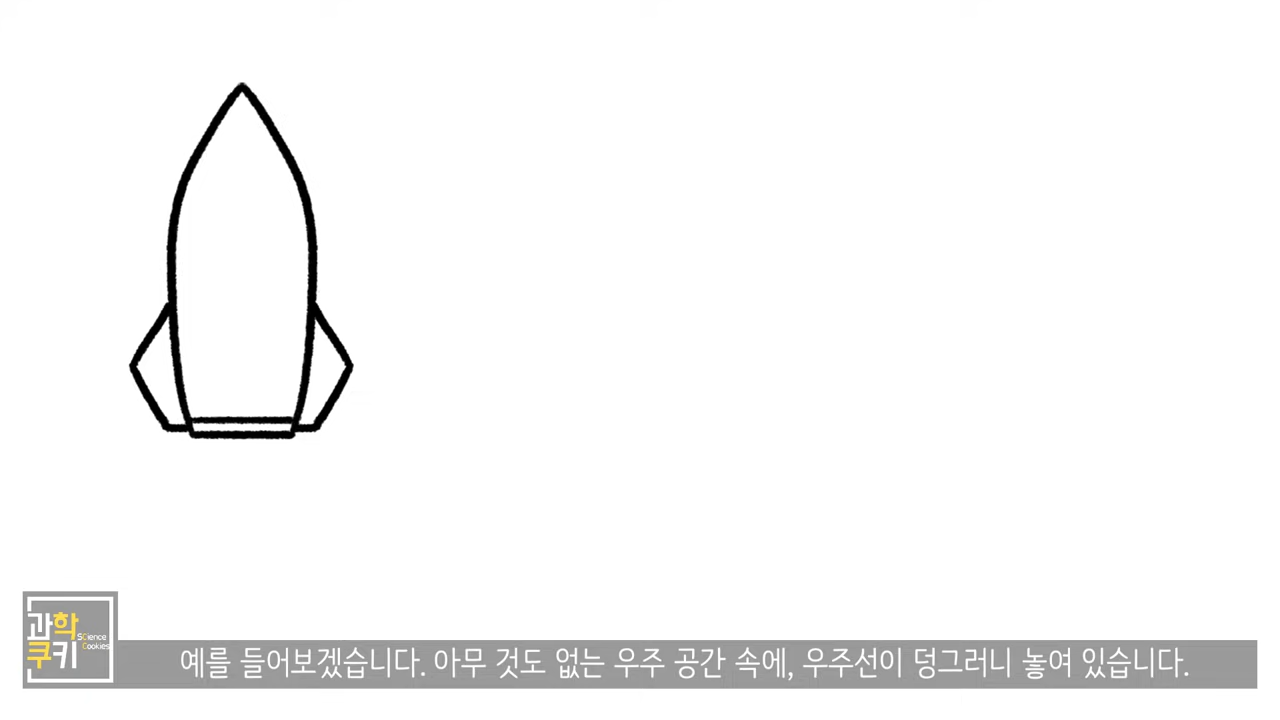 과학
쿠키
Science
Cookies
예를 들어보겠습니다. 아무 것도 없는 우주 공간 속에, 우주선이 덩그러니 놓여 있습니다.